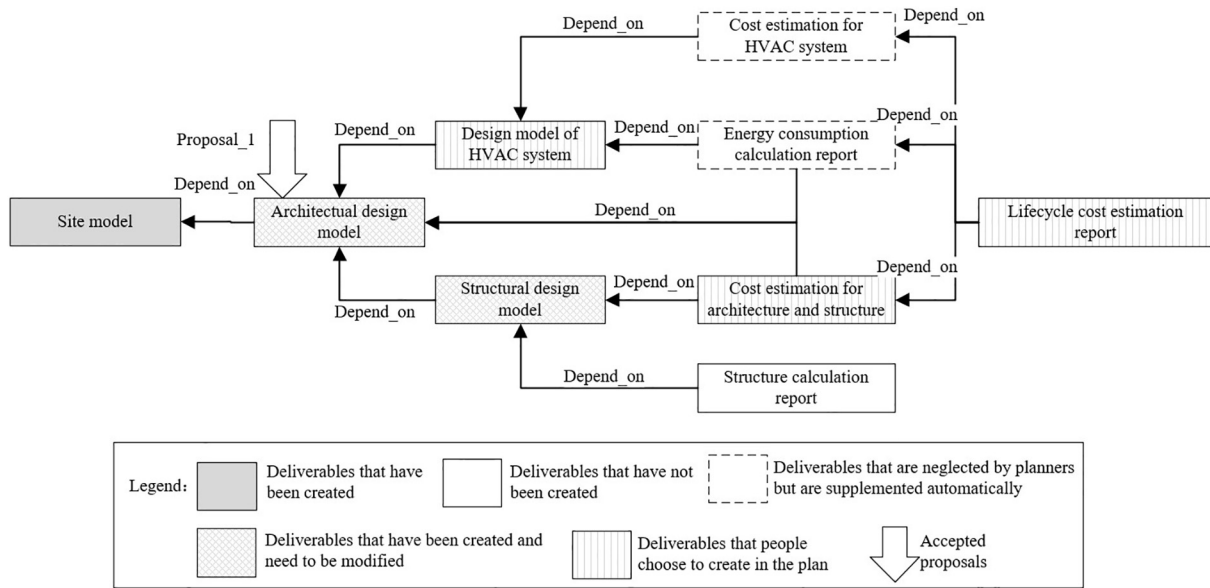 Depend_on
Cost estimation for
HVAC system
Depend_on
Proposal_1
Depend_on
Design model of
HVAC system
Depend_on
Energy consumption
calculation report
Depend_on
Depend_on
Site model
Architectual design
model
Depend_on
Lifecycle cost estimation
report
Depend_on
Structural design
model
Depend_on
Cost estimation for
architecture and structure
Depend_on
Depend_on
Structure calculation
report
Legend:
Deliverables that have
been created
Deliverables that have not
been created
Deliverables that are neglected by planners
but are supplemented automatically
Deliverables that have been created and
need to be modified
Deliverables that people
choose to create in the plan
Accepted
proposals